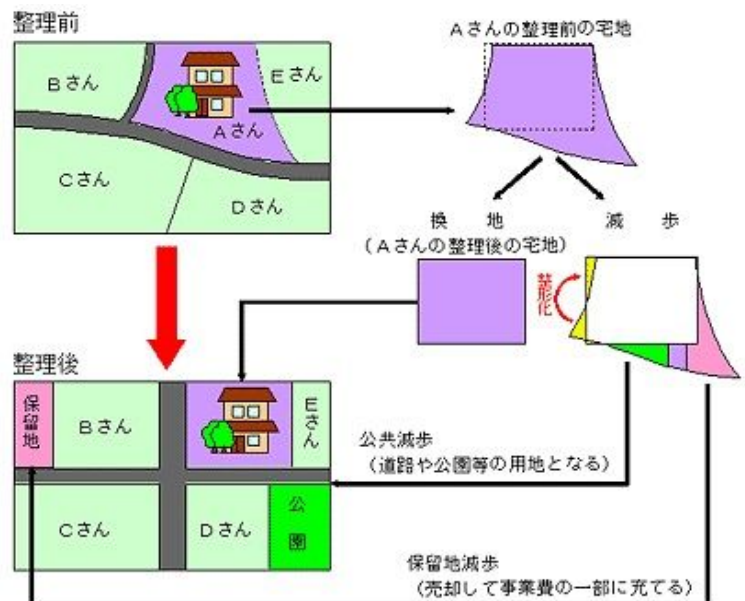 整理前
Bさん
Aさん
Eさん
Cさん
Dさん
Aさんの整理前の宅地
換 地
(Aさんの整理後の宅地)
減 歩
整形化
整理後
保留地
Bさん
Eさん
Cさん
Dさん
公園
公共減歩
(道路や公園等の用地となる)
保留地減歩
(売却して事業費の一部に充てる)